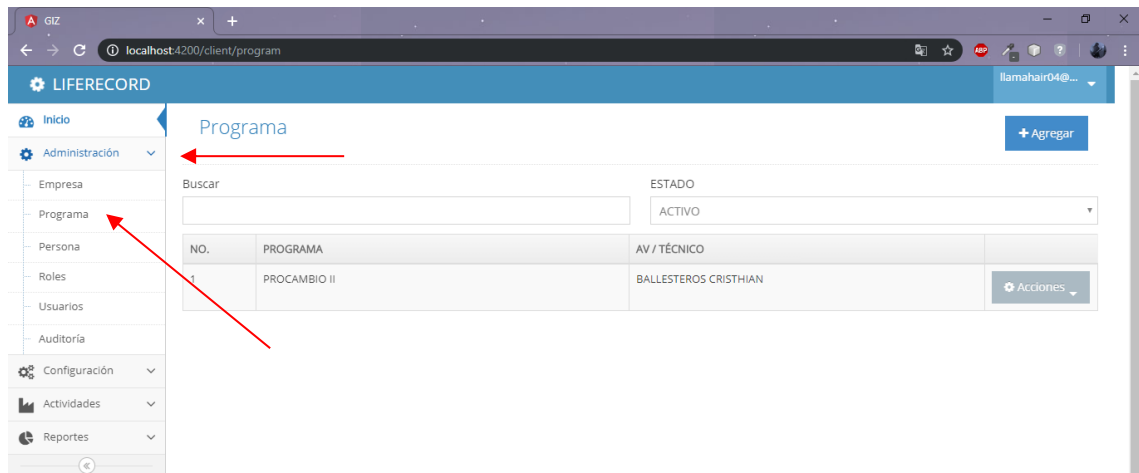 GIZ
localhost:4200/client/program
ABP
LIFERECORD
llamahair04@...
Inicio
Administración
Empresa
Programa
Persona
Roles
Usuarios
Auditoría
Configuración
Actividades
Reportes
Programa
+ Agregar
Buscar
ESTADO
ACTIVO
NO. PROGRAMA AV / TÉCNICO
1 PROCAMBIO II BALLESTEROS CRISTHIAN Acciones